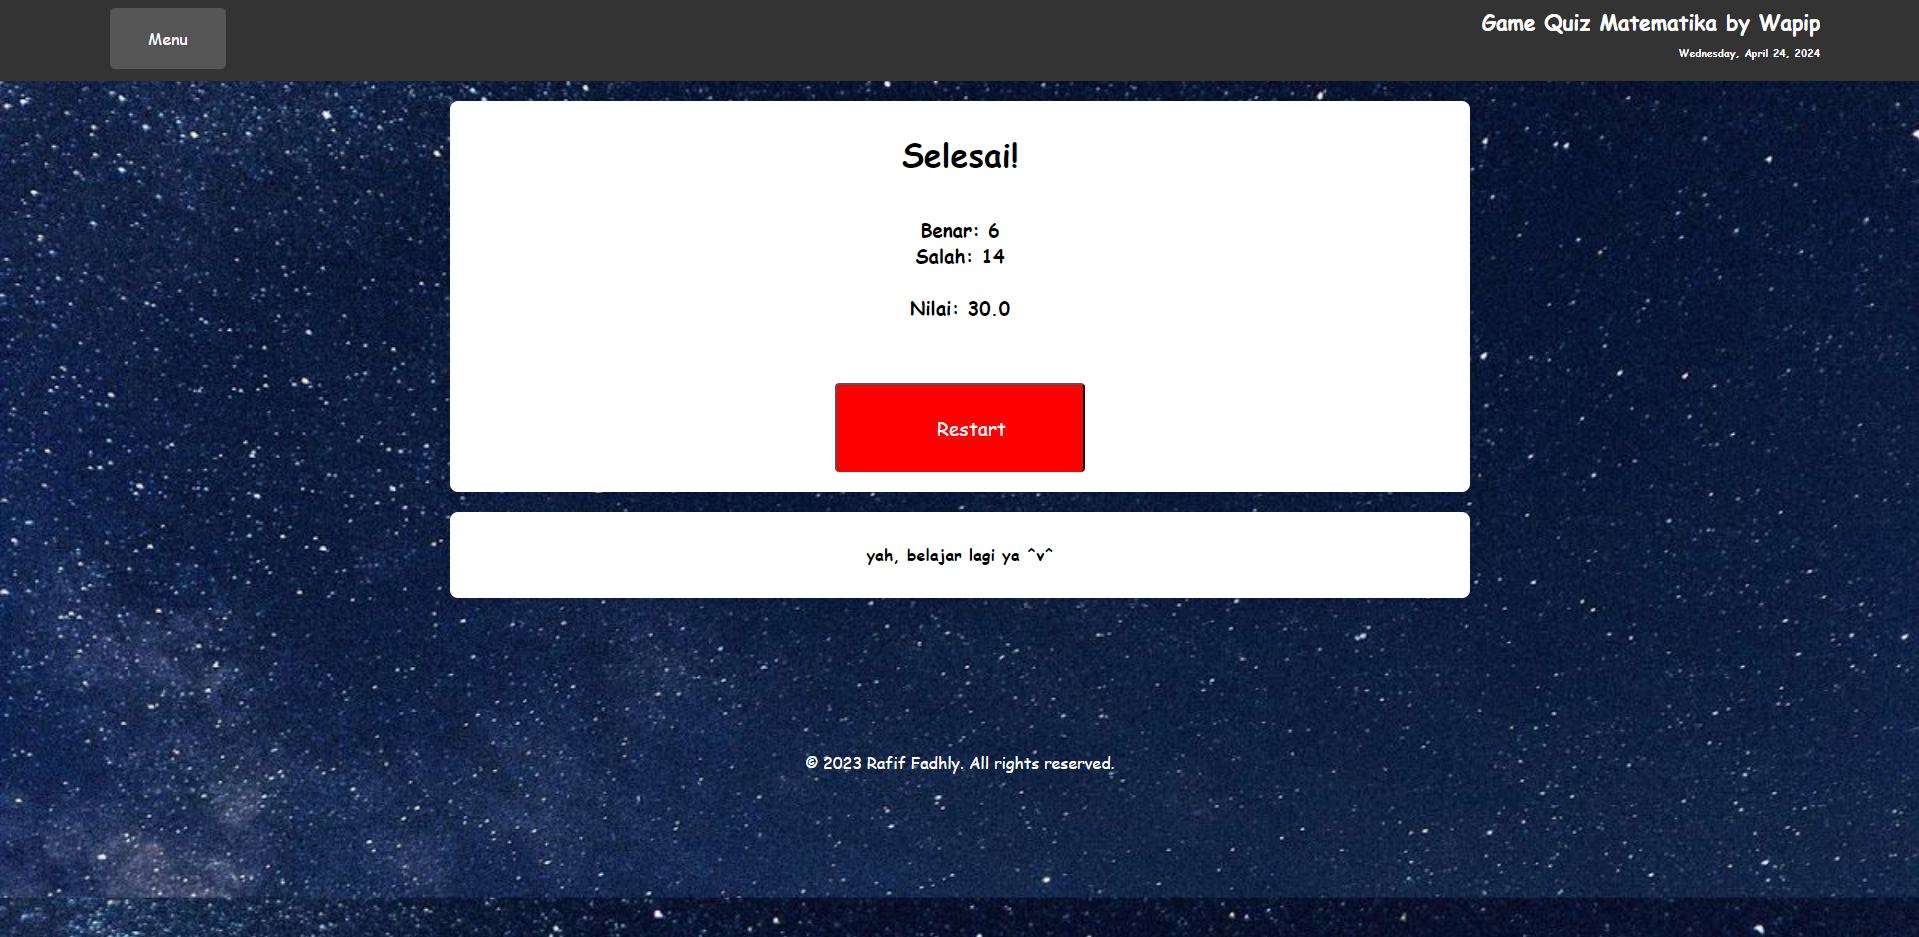 Menu
Game Quiz Matematika by Wapip
Wednesday, April 24, 2024
Selesai!
Benar: 6
Salah: 14
Nilai: 30.0
Restart
yah, belajar lagi ya ^v^
© 2023 Rafif Fadhly. All rights reserved.